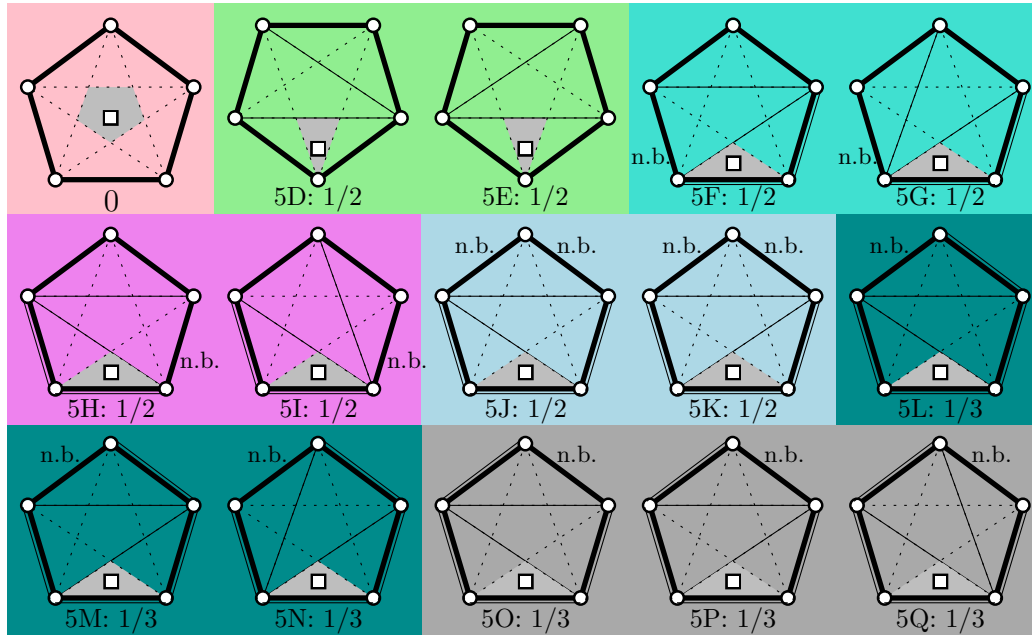 n.b.
n.b.
0
5D: 1/2
5E: 1/2
5F: 1/2
5G: 1/2
n.b.
n.b.
n.b.
n.b.
n.b.
n.b.
n.b.
n.b.
5H: 1/2
5I: 1/2
5J: 1/2
5K: 1/2
5L: 1/3
n.b.
n.b.
n.b.
n.b.
n.b.
5M: 1/3
5N: 1/3
5O: 1/3
5P: 1/3
5Q: 1/3